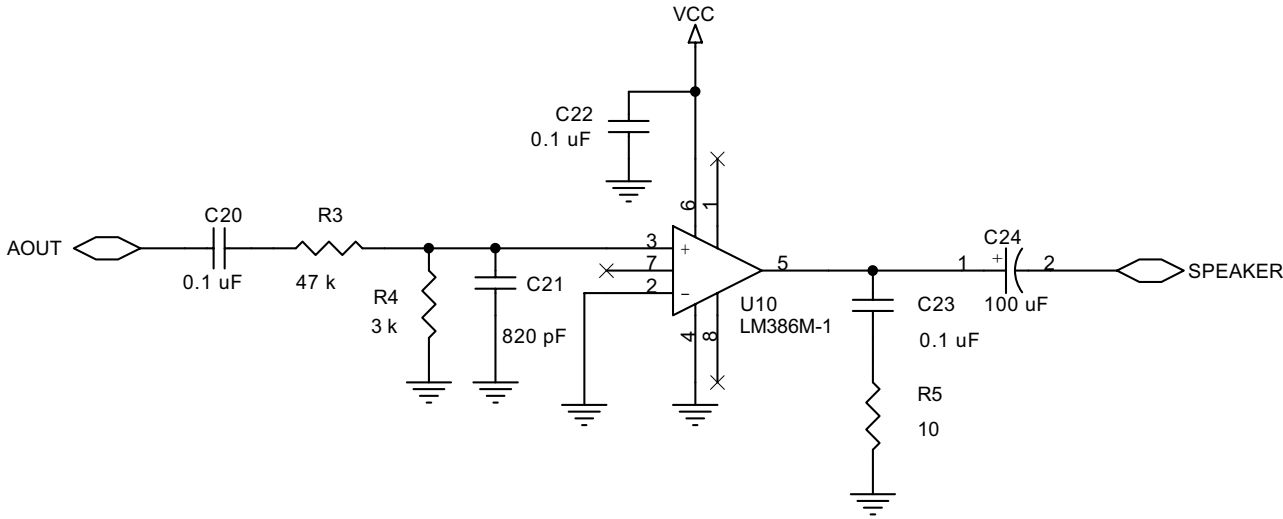 VCC
C22
0.1 uF
6
1
C20
R3
AOUT
0.1 uF
47 k
3
+
7
2
−
5
C24
+
1
2
SPEAKER
100 uF
R4
3 k
C21
820 pF
U10
LM386M-1
4
8
C23
0.1 uF
R5
10